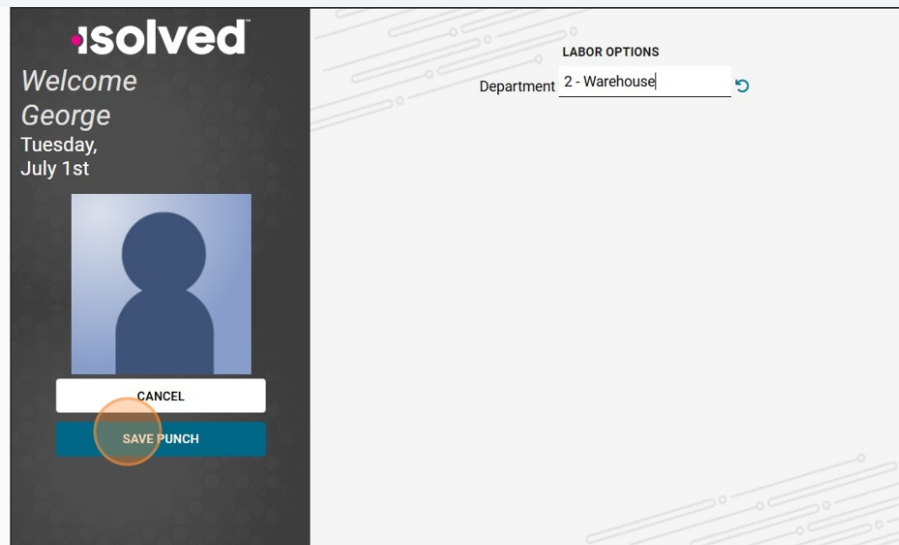 isolved
Welcome
George
Tuesday,
July 1st
CANCEL
SAVE PUNCH
LABOR OPTIONS
Department 2 - Warehouse